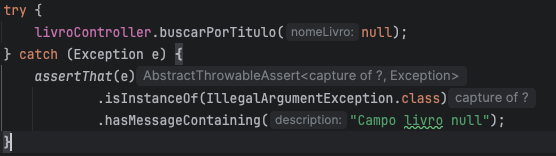 try {
livroController.buscarPorTitulo( nomeLivro: null);
} catch (Exception e) {
assertThat(e) AbstractThrowableAssert<capture of ?, Exception>
.isInstanceOf(IllegalArgumentException.class) capture of ?
.hasMessageContaining( description: "Campo livro null");
}